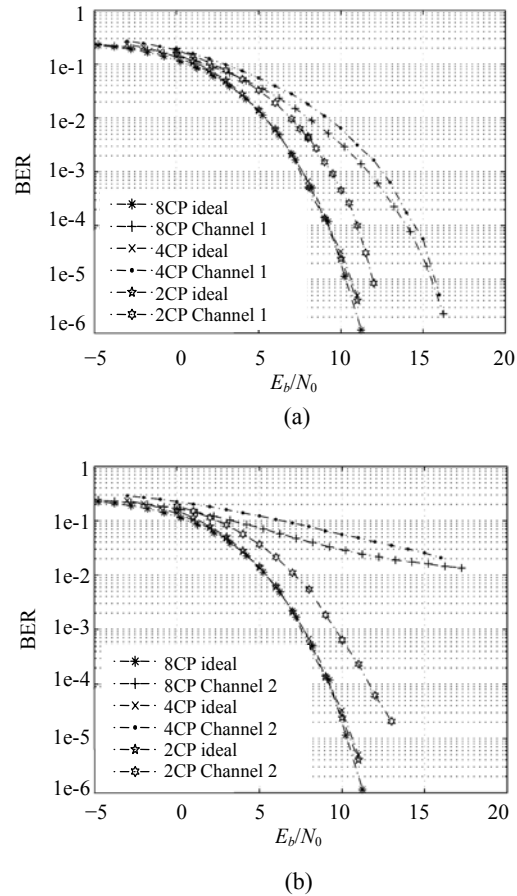 1
1e-1
1e-2
1e-3
1e-4
1e-5
1e-6
BER
8CP ideal
8CP Channel 1
4CP ideal
4CP Channel 1
2CP ideal
2CP Channel 1
−5 0 5 10 15 20
E_b/N_0
(a)
1
1e-1
1e-2
1e-3
1e-4
1e-5
1e-6
BER
8CP ideal
8CP Channel 2
4CP ideal
4CP Channel 2
2CP ideal
2CP Channel 2
−5 0 5 10 15 20
E_b/N_0
(b)